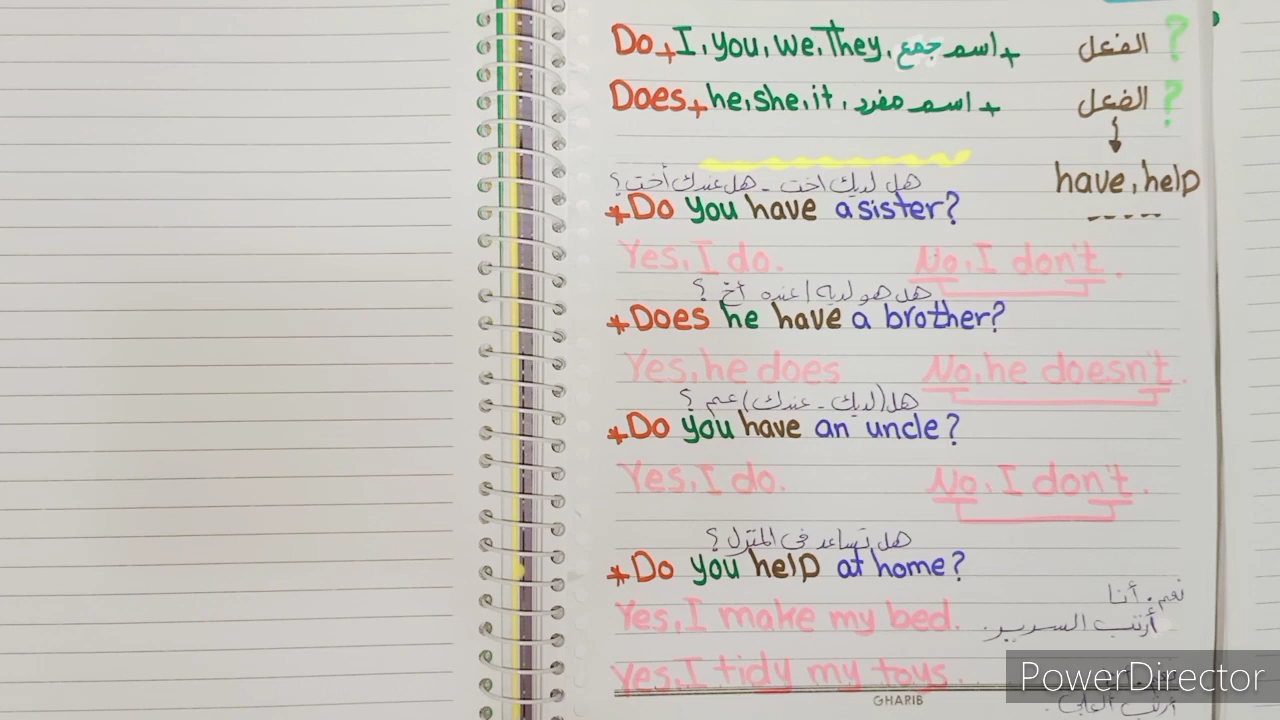 Do + I, you, we, They, اسم جمع + الفعل ?
Does + he, she, it, اسم مفرد + الفعل ?
have, help
هل لديك اخت - هل عندك أخت؟
*Do you have a sister?
Yes, I do. No, I don't.
هل هو لديه / عنده أخ ؟
*Does he have a brother?
Yes, he does No, he doesn't.
هل (لديك - عندك) عم ؟
*Do you have an uncle?
Yes, I do. No, I don't.
هل تساعد فى المنزل؟
*Do you help at home?
نعم. أنا
Yes, I make my bed. أرتب السرير.
Yes, I tidy my toys.
PowerDirector
GHARIB